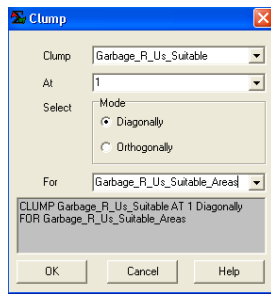 Clump
Clump Garbage_R_Us_Suitable
At 1
Select Mode
Diagonally
Orthogonally
For Garbage_R_Us_Suitable_Areas
CLUMP Garbage_R_Us_Suitable AT 1 Diagonally
FOR Garbage_R_Us_Suitable_Areas
OK Cancel Help